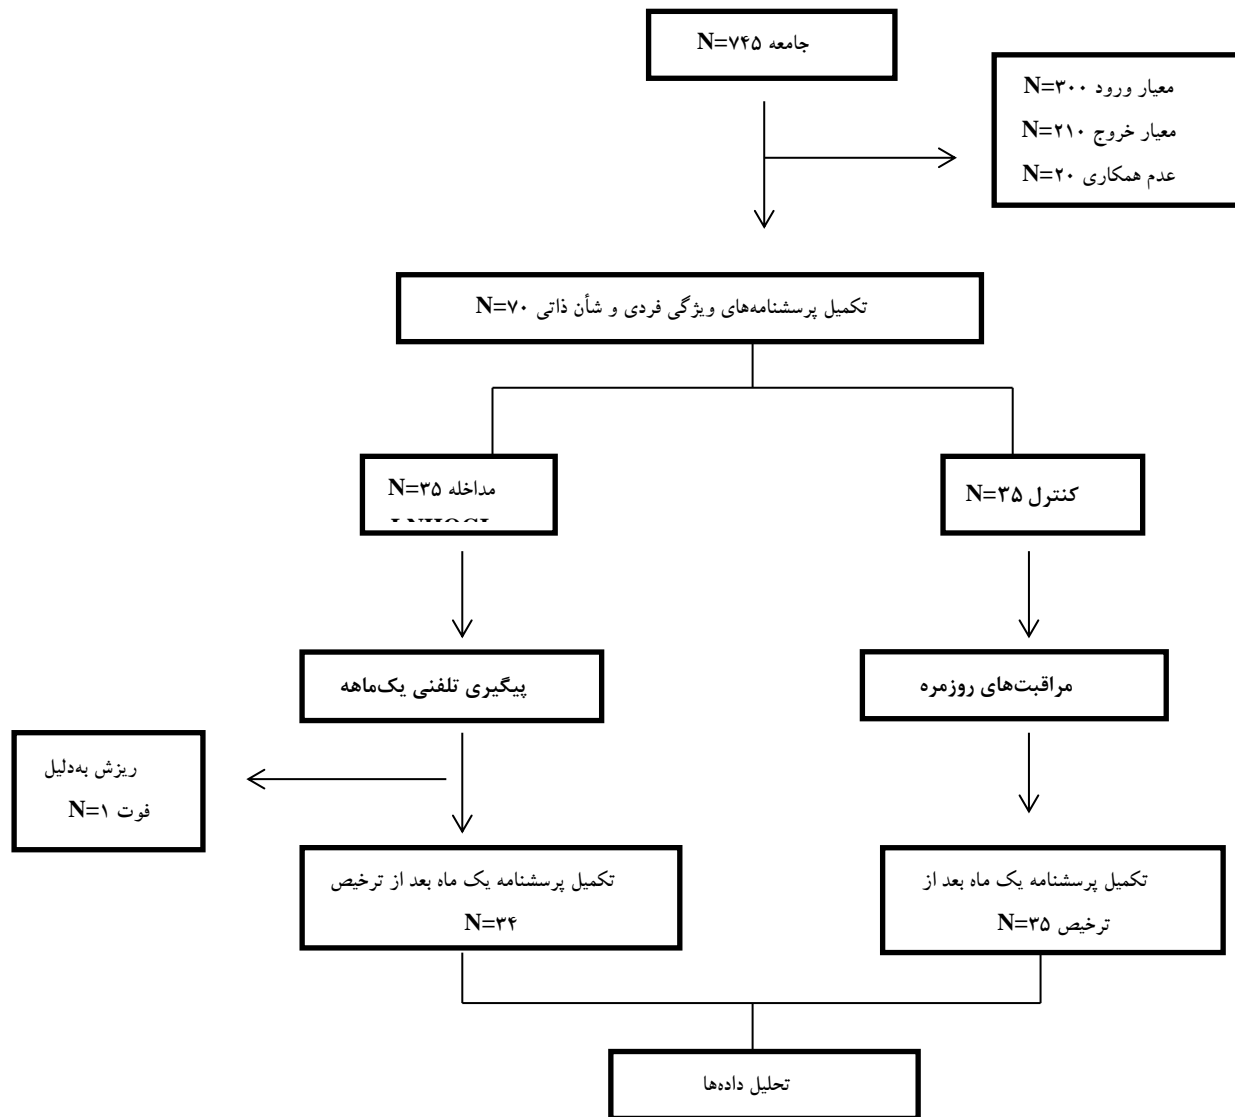 جامعه N=۷۴۵
معیار ورود N=۳۰۰
معیار خروج N=۲۱۰
عدم همکاری N=۲۰
تکمیل پرسشنامه‌های ویژگی فردی و شأن ذاتی N=۷۰
مداخله N=۳۵
کنترل N=۳۵
پیگیری تلفنی یک‌ماهه
مراقبت‌های روزمره
ریزش به‌دلیل
فوت N=۱
تکمیل پرسشنامه یک ماه بعد از ترخیص
N=۳۴
تکمیل پرسشنامه یک ماه بعد از
ترخیص N=۳۵
تحلیل داده‌ها